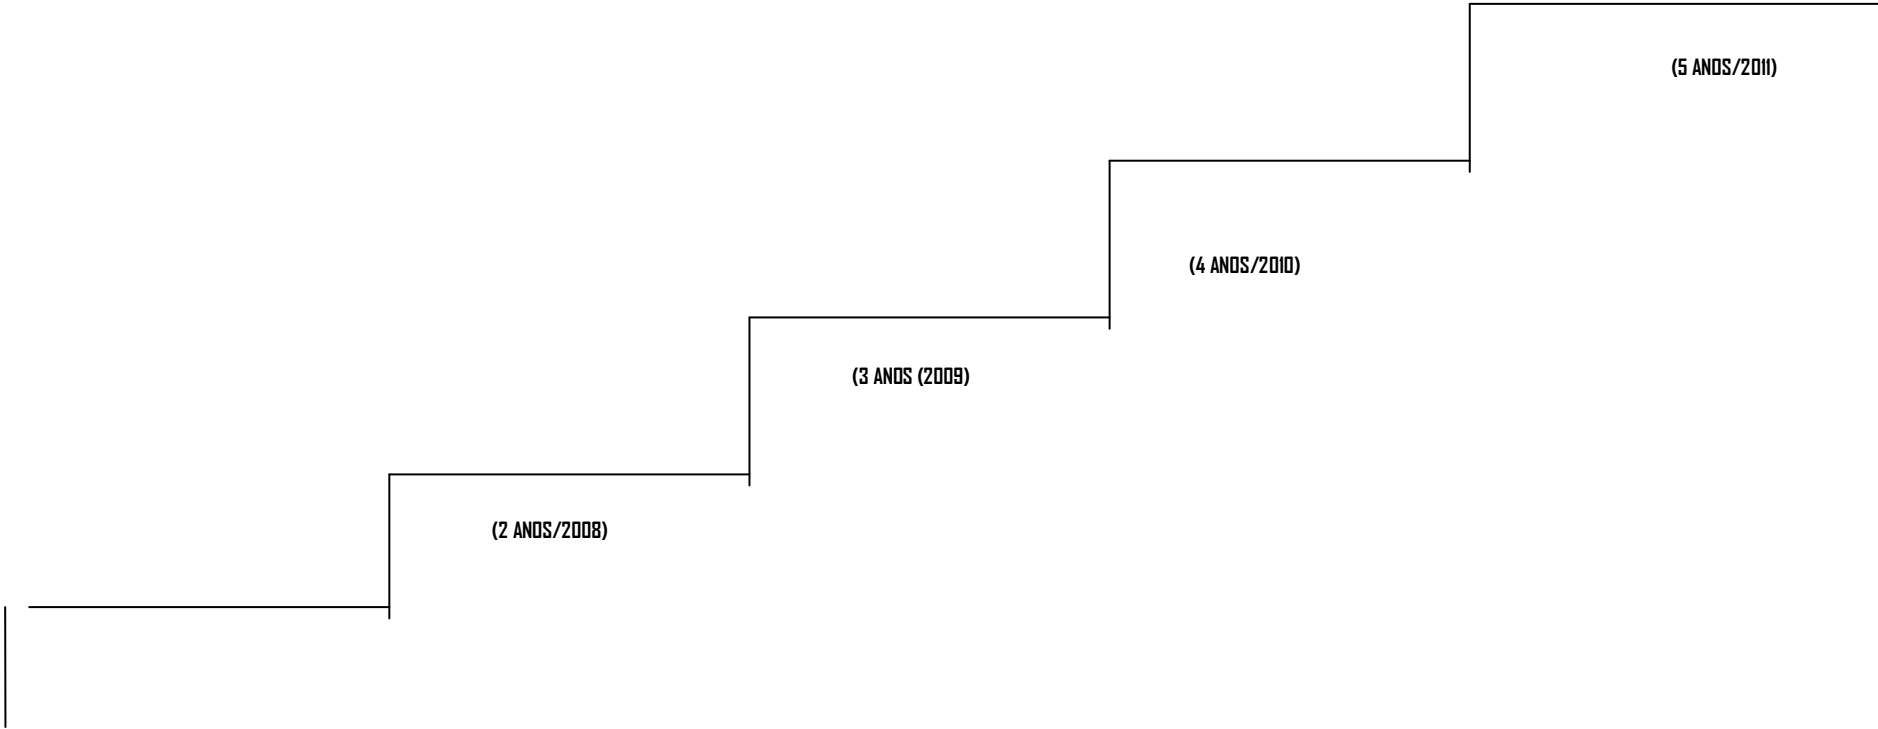 (5 ANOS/2011)
(4 ANOS/2010)
(3 ANOS (2009)
(2 ANOS/2008)